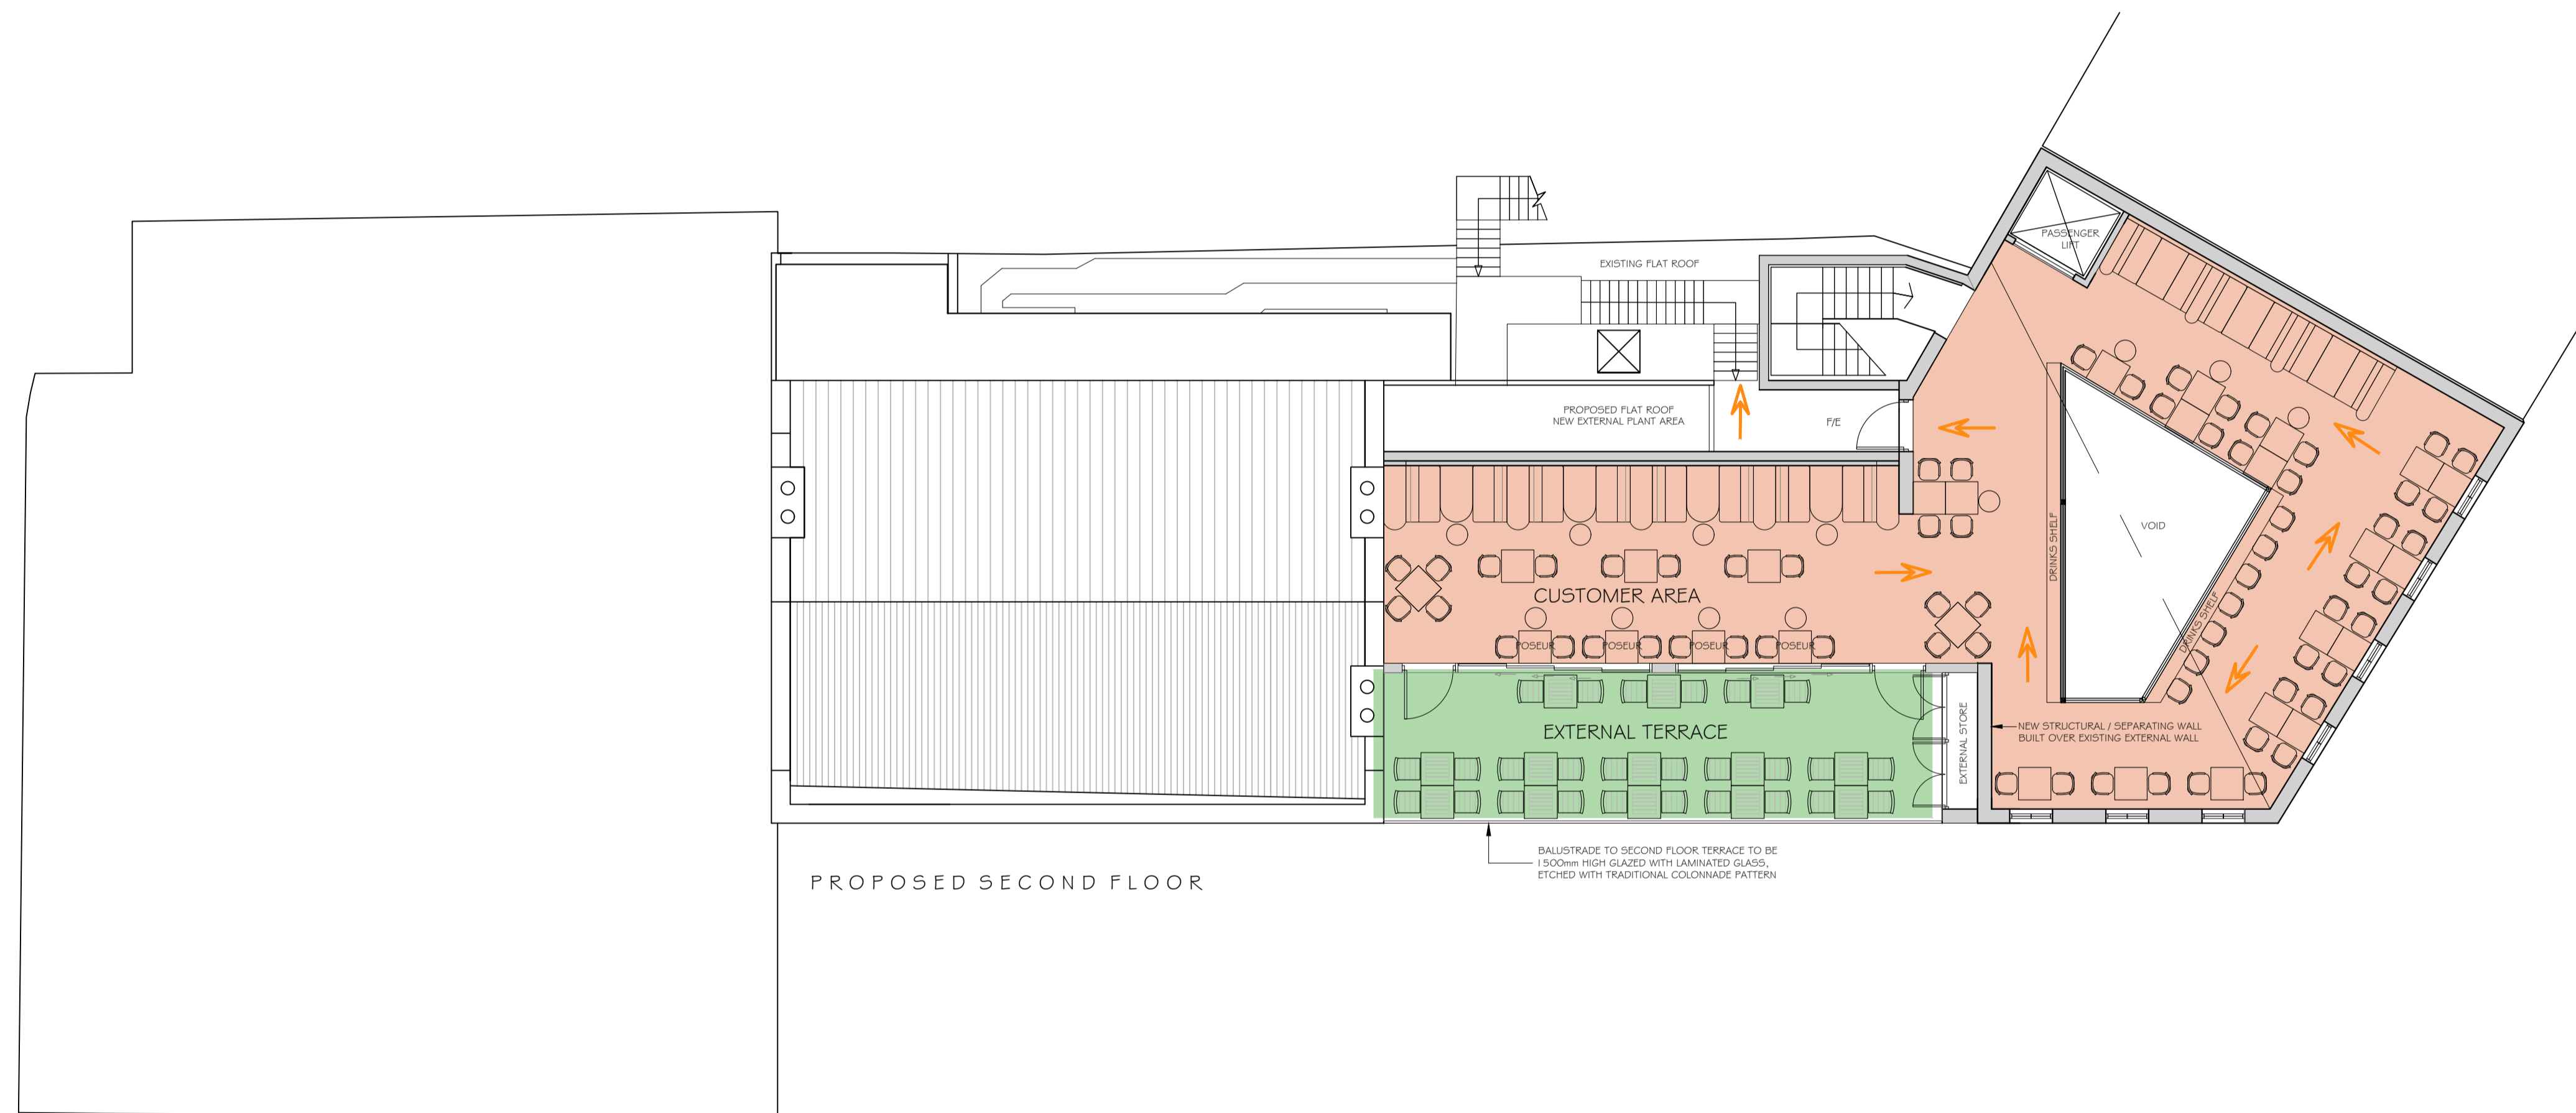 PASSENGER
LIFT
EXISTING FLAT ROOF
PROPOSED FLAT ROOF
NEW EXTERNAL PLANT AREA
F/E
DRINKS SHELF
VOID
DRINKS SHELF
CUSTOMER AREA
POSEUR
POSEUR
POSEUR
POSEUR
EXTERNAL TERRACE
EXTERNAL STORE
NEW STRUCTURAL / SEPARATING WALL
BUILT OVER EXISTING EXTERNAL WALL
BALUSTRADE TO SECOND FLOOR TERRACE TO BE
1500mm HIGH GLAZED WITH LAMINATED GLASS,
ETCHED WITH TRADITIONAL COLONNADE PATTERN
PROPOSED SECOND FLOOR